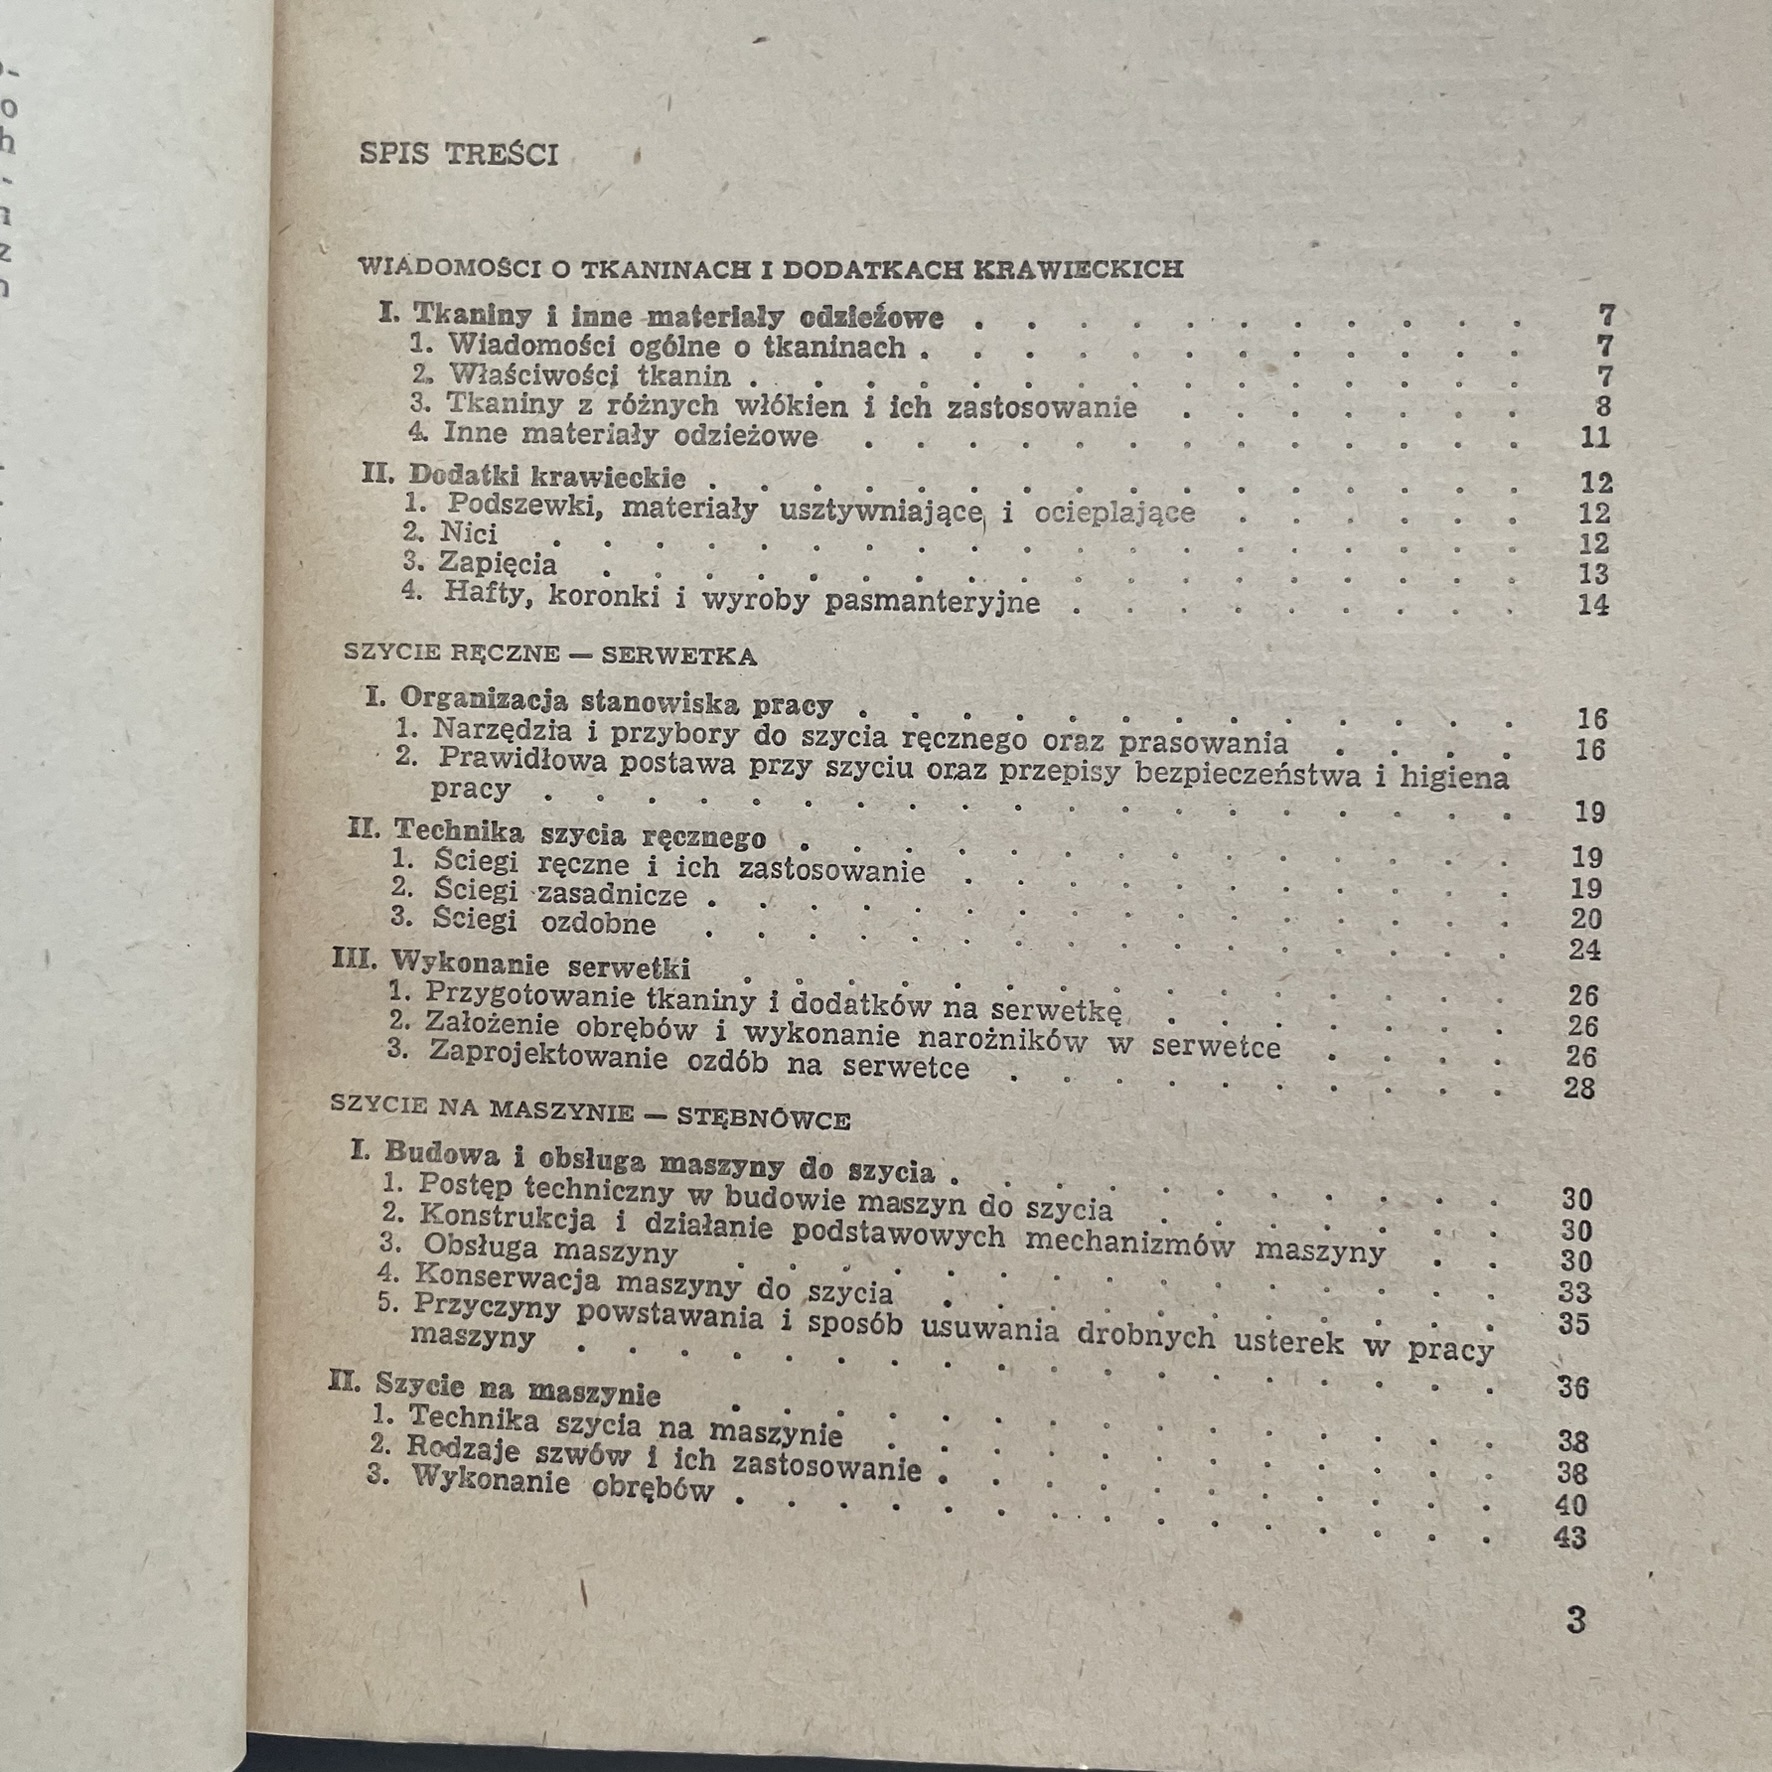 SPIS TREŚCI
WIADOMOŚCI O TKANINACH I DODATKACH KRAWIECKICH
I. Tkaniny i inne materiały odzieżowe . . . . . . . . . . . 7
1. Wiadomości ogólne o tkaninach . . . . . . . . . . . . 7
2. Właściwości tkanin . . . . . . . . . . . . . . . 7
3. Tkaniny z różnych włókien i ich zastosowanie . . . . . . . 8
4. Inne materiały odzieżowe . . . . . . . . . . . . . 11
II. Dodatki krawieckie . . . . . . . . . . . . . . . . 12
1. Podszewki, materiały usztywniające i ocieplające . . . . . . 12
2. Nici . . . . . . . . . . . . . . . . . . . 12
3. Zapięcia . . . . . . . . . . . . . . . . . . 13
4. Hafty, koronki i wyroby pasmanteryjne . . . . . . . . . 14
SZYCIE RĘCZNE — SERWETKA
I. Organizacja stanowiska pracy . . . . . . . . . . . . . 16
1. Narzędzia i przybory do szycia ręcznego oraz prasowania . . . . 16
2. Prawidłowa postawa przy szyciu oraz przepisy bezpieczeństwa i higiena
pracy . . . . . . . . . . . . . . . . . . . 19
II. Technika szycia ręcznego . . . . . . . . . . . . . . 19
1. Ściegi ręczne i ich zastosowanie . . . . . . . . . . . 19
2. Ściegi zasadnicze . . . . . . . . . . . . . . . . 20
3. Ściegi ozdobne . . . . . . . . . . . . . . . . 24
III. Wykonanie serwetki . . . . . . . . . . . . . . . 26
1. Przygotowanie tkaniny i dodatków na serwetkę . . . . . . . 26
2. Założenie obrębów i wykonanie narożników w serwetce . . . . 26
3. Zaprojektowanie ozdób na serwetce . . . . . . . . . . 28
SZYCIE NA MASZYNIE — STĘBNÓWCE
I. Budowa i obsługa maszyny do szycia . . . . . . . . . . . 30
1. Postęp techniczny w budowie maszyn do szycia . . . . . . . 30
2. Konstrukcja i działanie podstawowych mechanizmów maszyny . . 30
3. Obsługa maszyny . . . . . . . . . . . . . . . 33
4. Konserwacja maszyny do szycia . . . . . . . . . . . 35
5. Przyczyny powstawania i sposób usuwania drobnych usterek w pracy
maszyny . . . . . . . . . . . . . . . . . . 36
II. Szycie na maszynie . . . . . . . . . . . . . . . 38
1. Technika szycia na maszynie . . . . . . . . . . . . 38
2. Rodzaje szwów i ich zastosowanie . . . . . . . . . . . 40
3. Wykonanie obrębów . . . . . . . . . . . . . . . 43
3